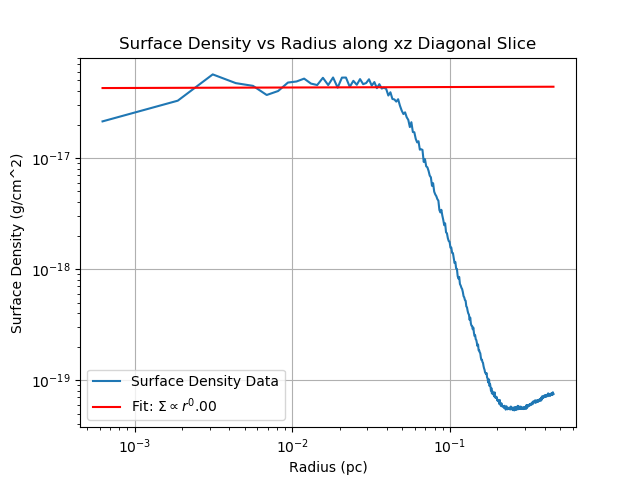 Surface Density vs Radius along xz Diagonal Slice
Surface Density (g/cm^2)
10⁻¹⁷
10⁻¹⁸
10⁻¹⁹
Surface Density Data
Fit: Σ ∝ r⁰.00
10⁻³
10⁻²
10⁻¹
Radius (pc)